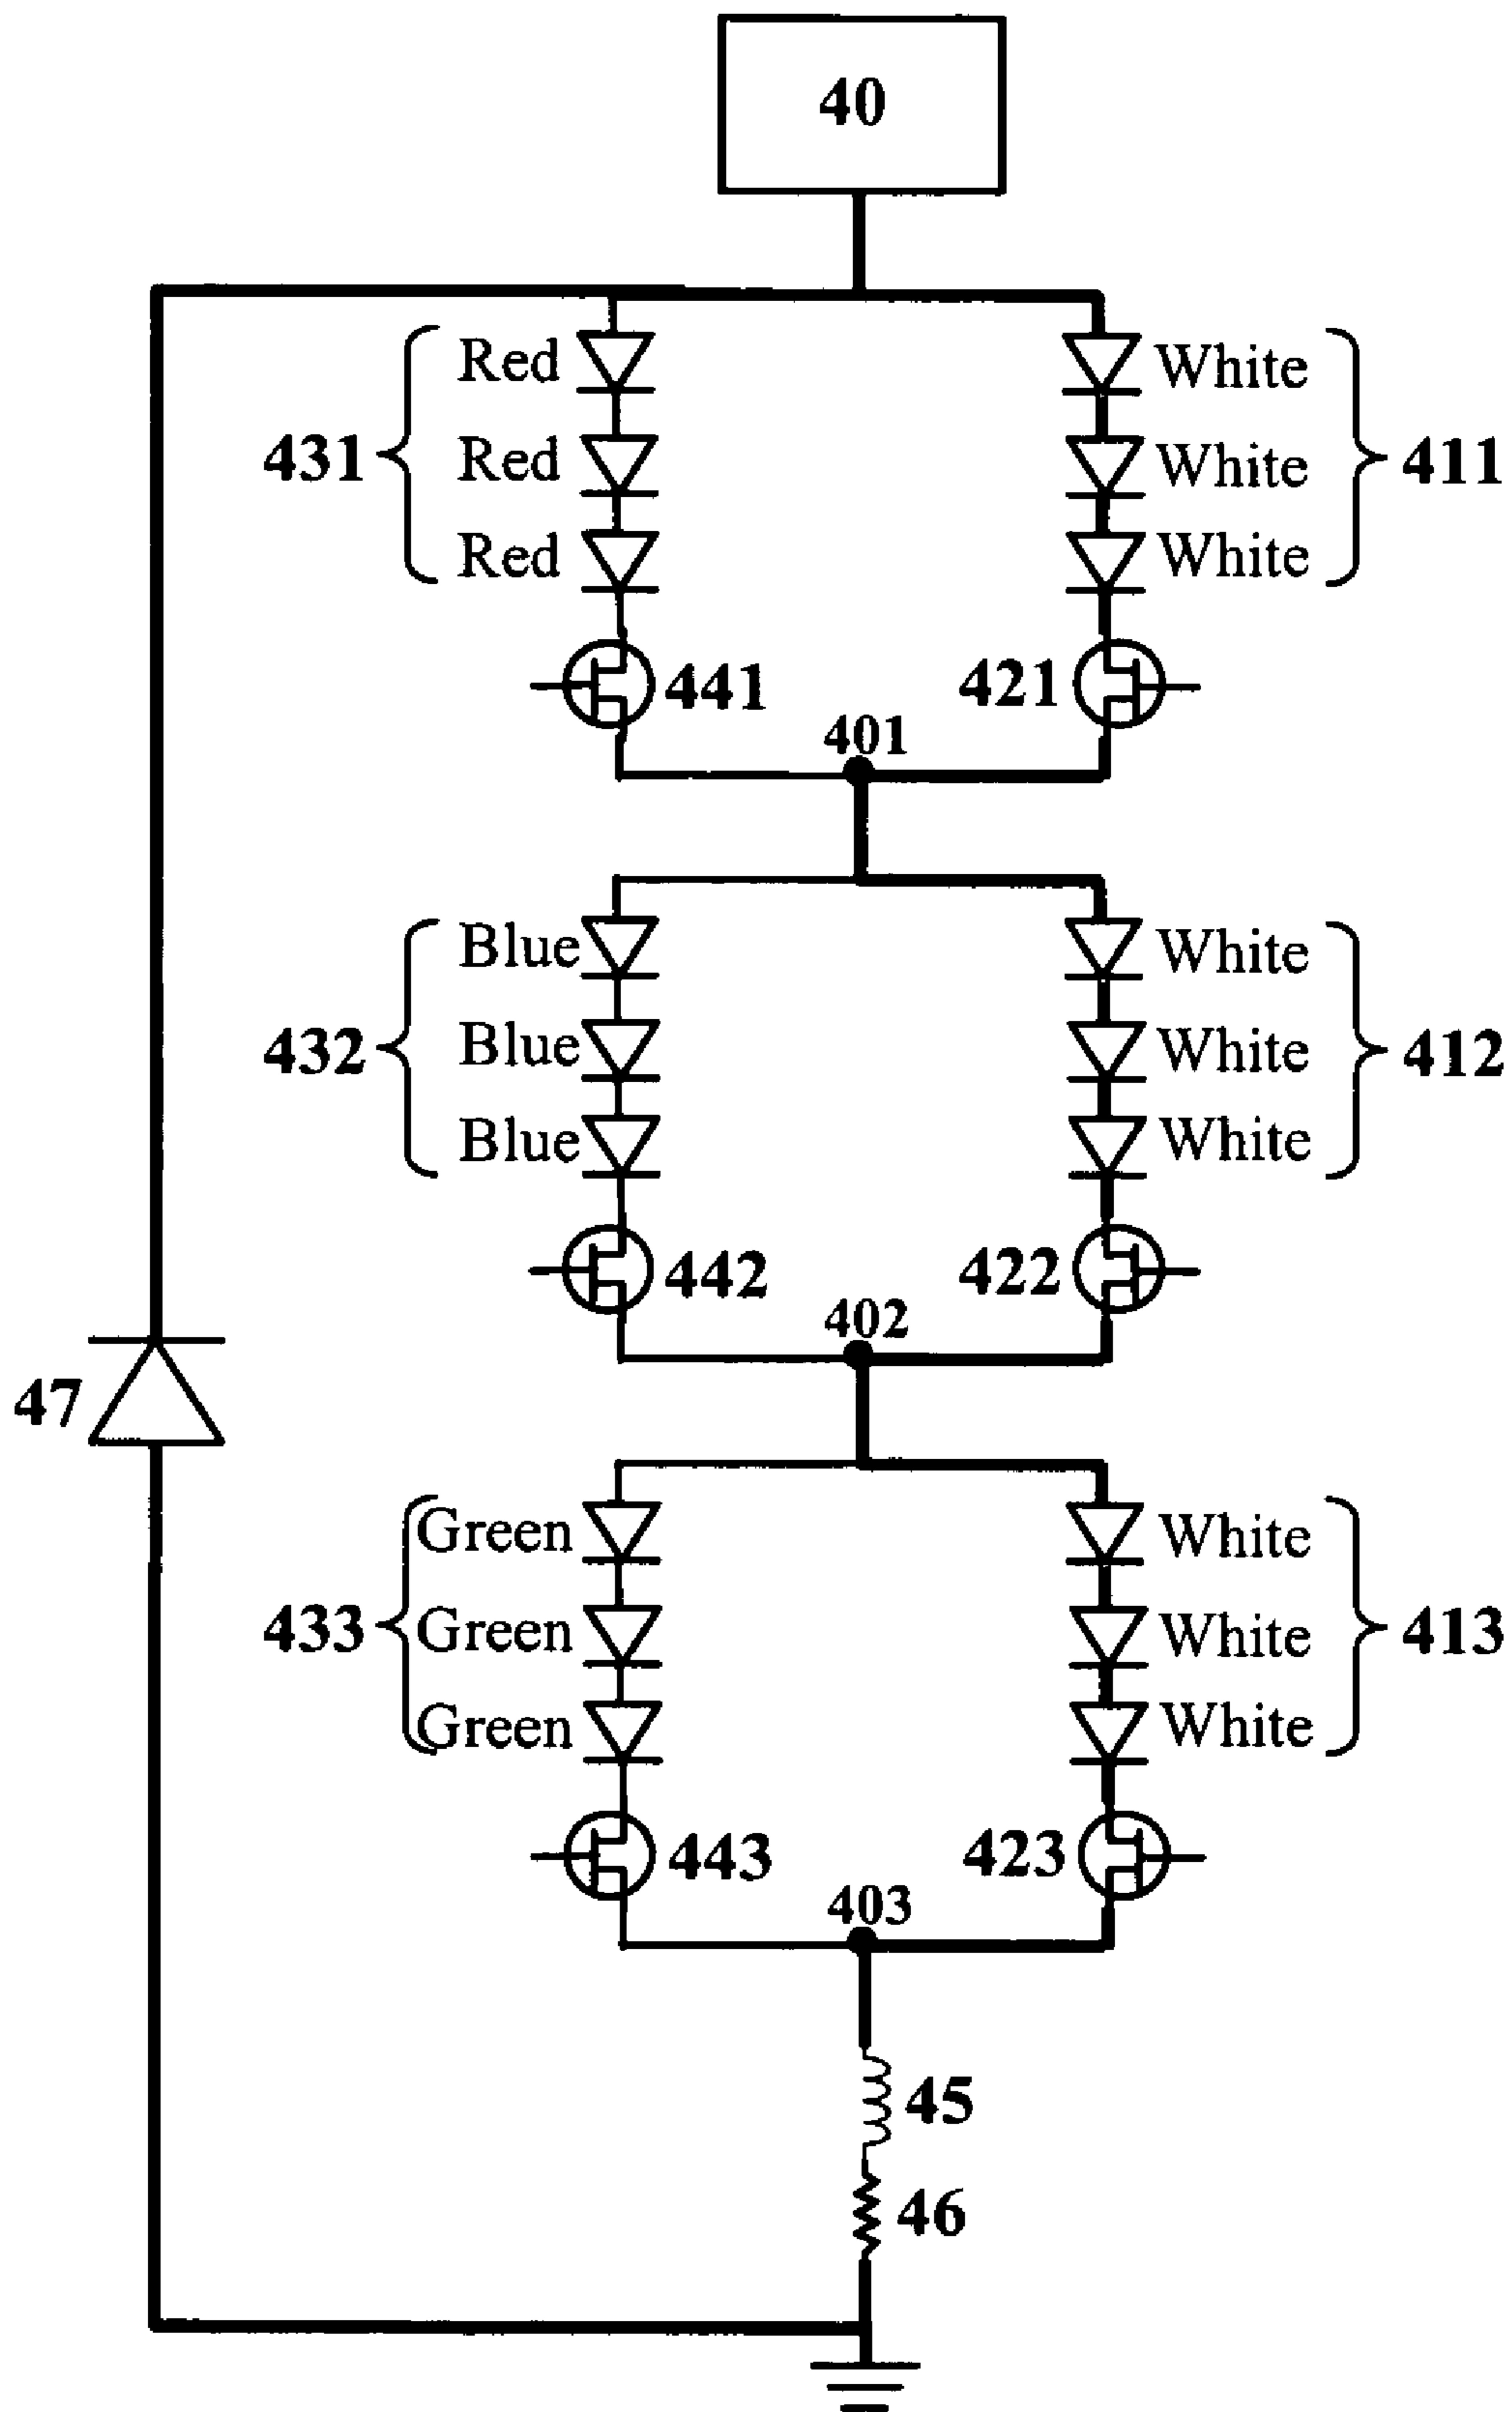 40
Red White
431 Red White 411
Red White
441 421
401
Blue White
432 Blue White 412
Blue White
442 422
402
47
Green White
433 Green White 413
Green White
443 423
403
45
46